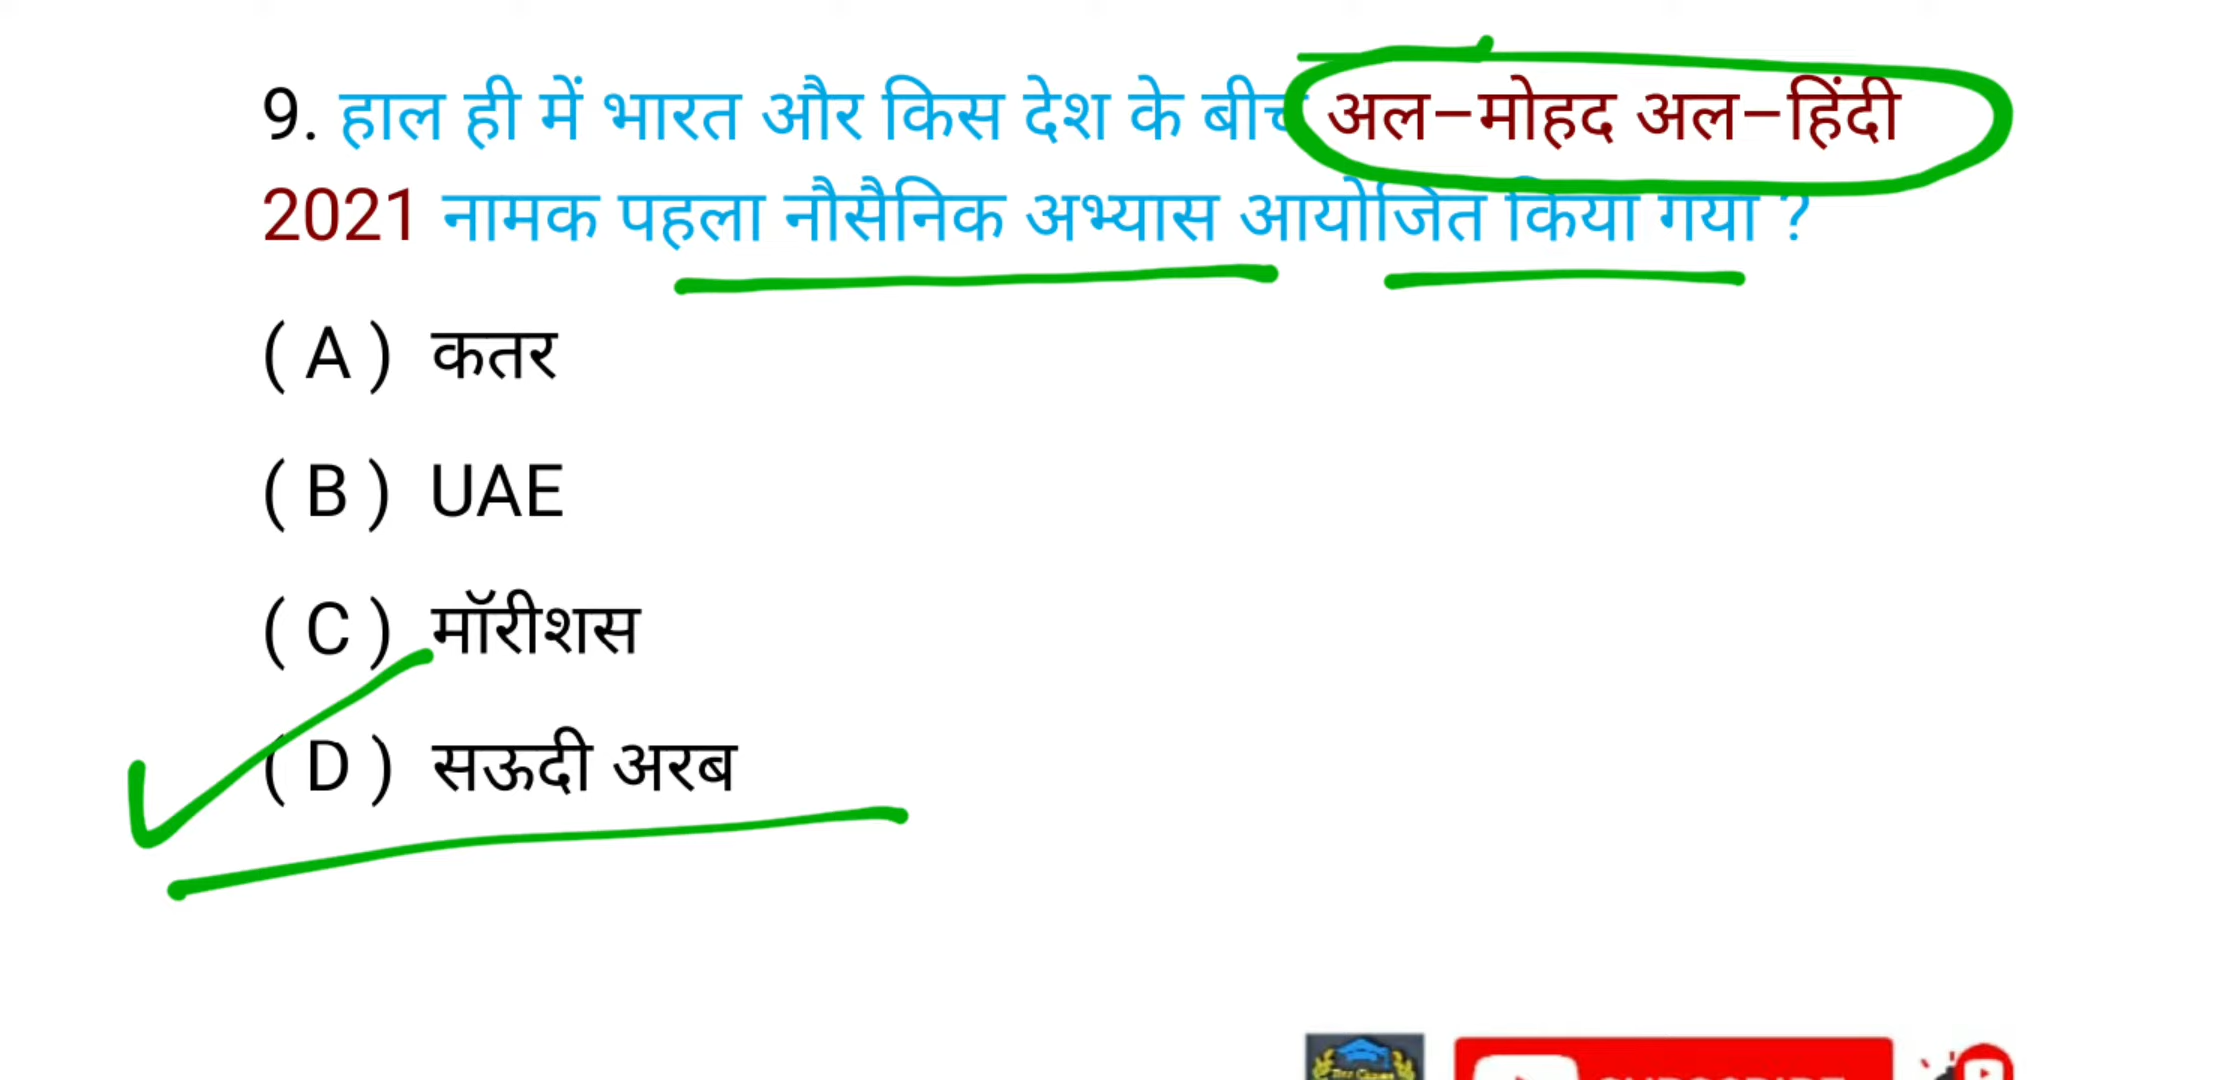 9. हाल ही में भारत और किस देश के बीच अल–मोहद अल–हिंदी
2021 नामक पहला नौसैनिक अभ्यास आयोजित किया गया ?
( A ) कतर
( B ) UAE
( C ) मॉरीशस
( D ) सऊदी अरब